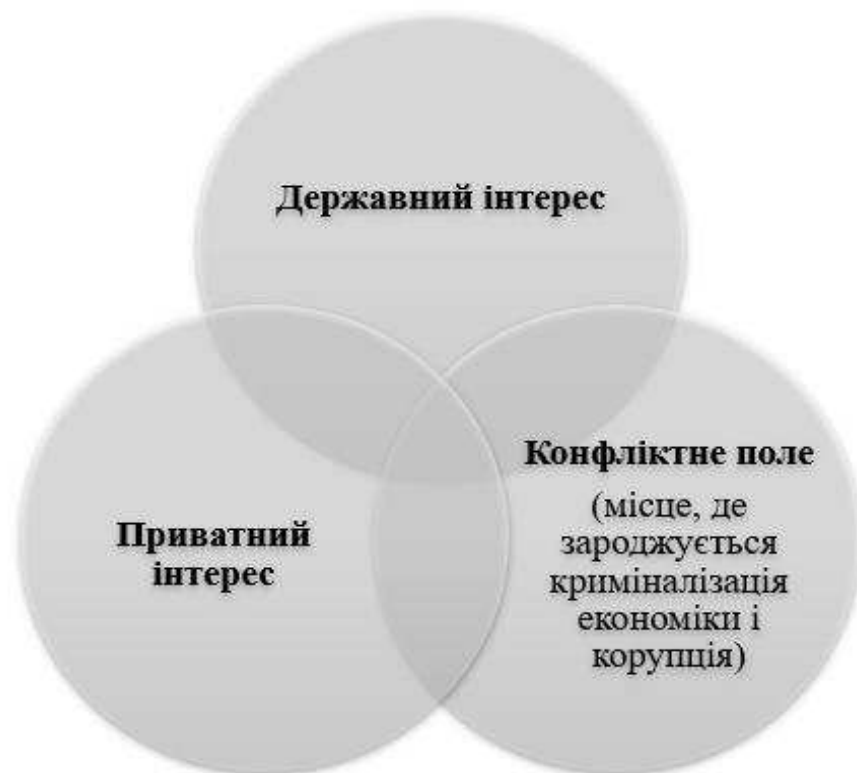 Державний інтерес
Приватний
інтерес
Конфліктне поле
(місце, де
зароджується
криміналізація
економіки і
корупція)